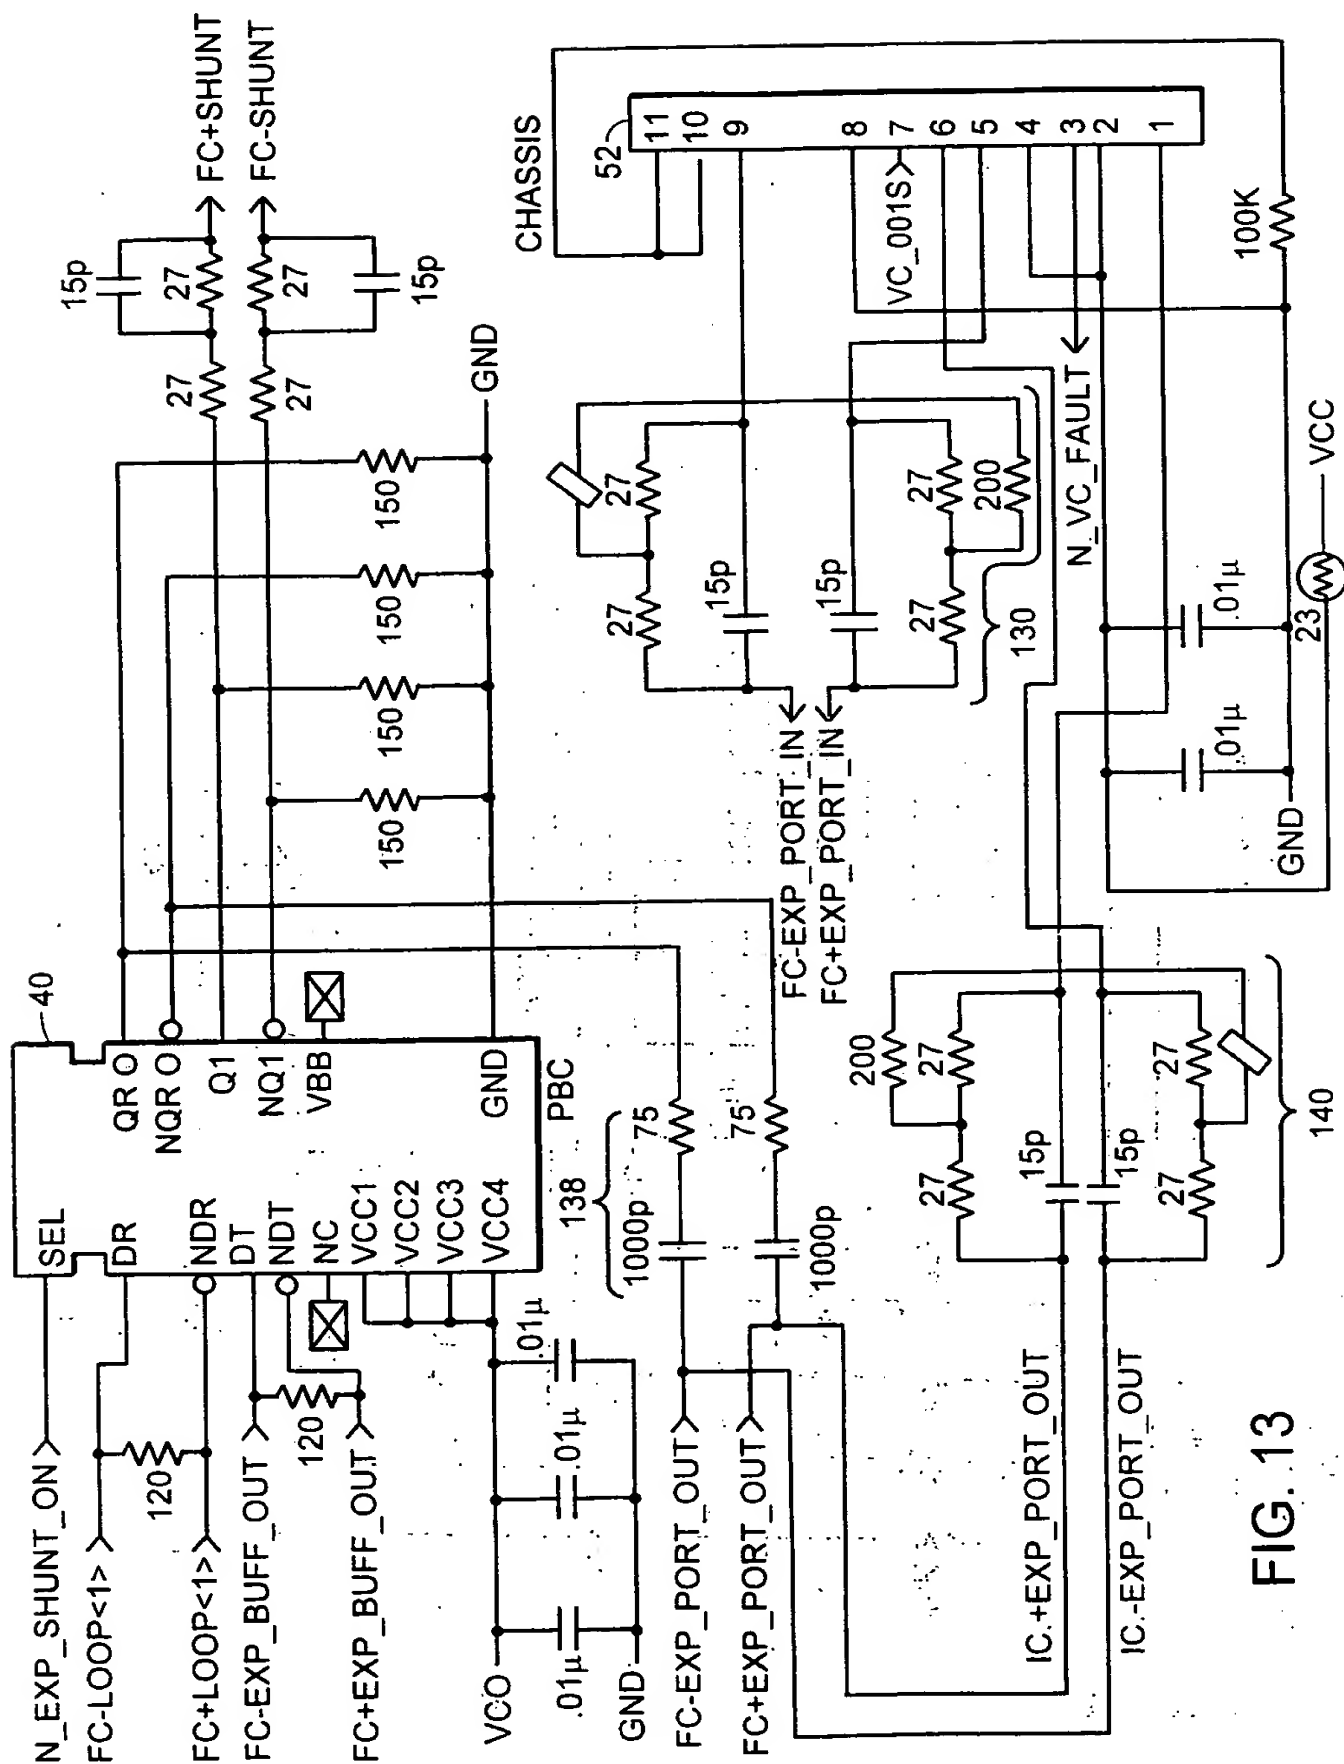 N_EXP_SHUNT_ON
FC-LOOP<1>
120
FC+LOOP<1>
FC-EXP_BUFF_OUT
120
FC+EXP_BUFF_OUT
VCO
.01µ
.01µ
.01µ
GND
40
SEL
DR
NDR
DT
NDT
NC
VCC1
VCC2
VCC3
VCC4
QR O
NQR O
Q1
NQ1
VBB
GND
PBC
150
150
150
150
GND
27
27
15p
27
FC+SHUNT
27
15p
FC-SHUNT
138
1000p
75
1000p
75
FC-EXP_PORT_OUT
FC+EXP_PORT_OUT
FC-EXP_PORT_IN
FC+EXP_PORT_IN
27
27
15p
15p
27
27
200
130
CHASSIS
52
11
10
9
8
7
6
5
4
3
2
1
VC_001S
N_VC_FAULT
100K
IC.+EXP_PORT_OUT
IC.-EXP_PORT_OUT
200
27
27
15p
15p
27
27
140
GND
.01µ
.01µ
23
VCC
FIG. 13